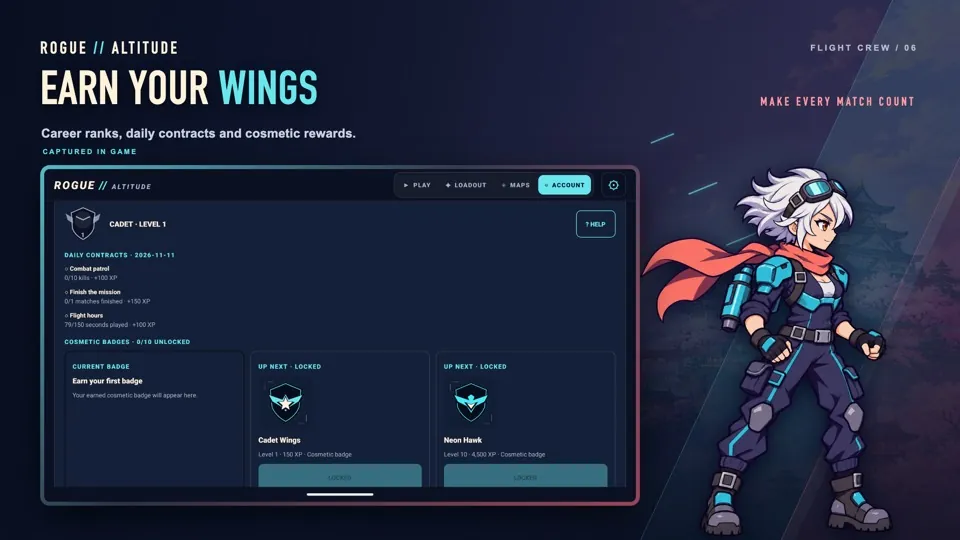 ROGUE // ALTITUDE
FLIGHT CREW / 06
EARN YOUR WINGS
MAKE EVERY MATCH COUNT
Career ranks, daily contracts and cosmetic rewards.
CAPTURED IN GAME
ROGUE // ALTITUDE
PLAY
LOADOUT
MAPS
ACCOUNT
1
CADET · LEVEL 1
? HELP
DAILY CONTRACTS · 2026-11-11
Combat patrol
0/10 kills · +100 XP
Finish the mission
0/1 matches finished · +150 XP
Flight hours
79/150 seconds played · +100 XP
COSMETIC BADGES · 0/10 UNLOCKED
CURRENT BADGE
Earn your first badge
Your earned cosmetic badge will appear here.
UP NEXT · LOCKED
Cadet Wings
Level 1 · 150 XP · Cosmetic badge
LOCKED
UP NEXT · LOCKED
Neon Hawk
Level 10 · 4,500 XP · Cosmetic badge
LOCKED